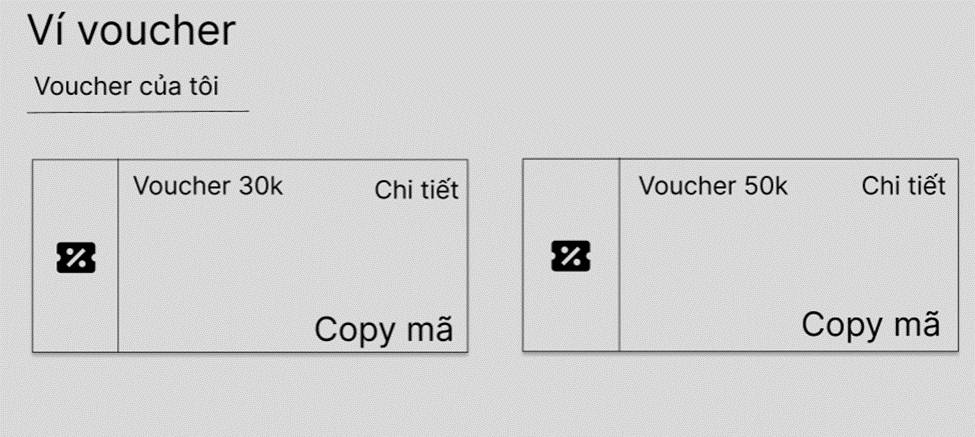 Ví voucher
Voucher của tôi
Voucher 30k
Chi tiết
Copy mã
Voucher 50k
Chi tiết
Copy mã